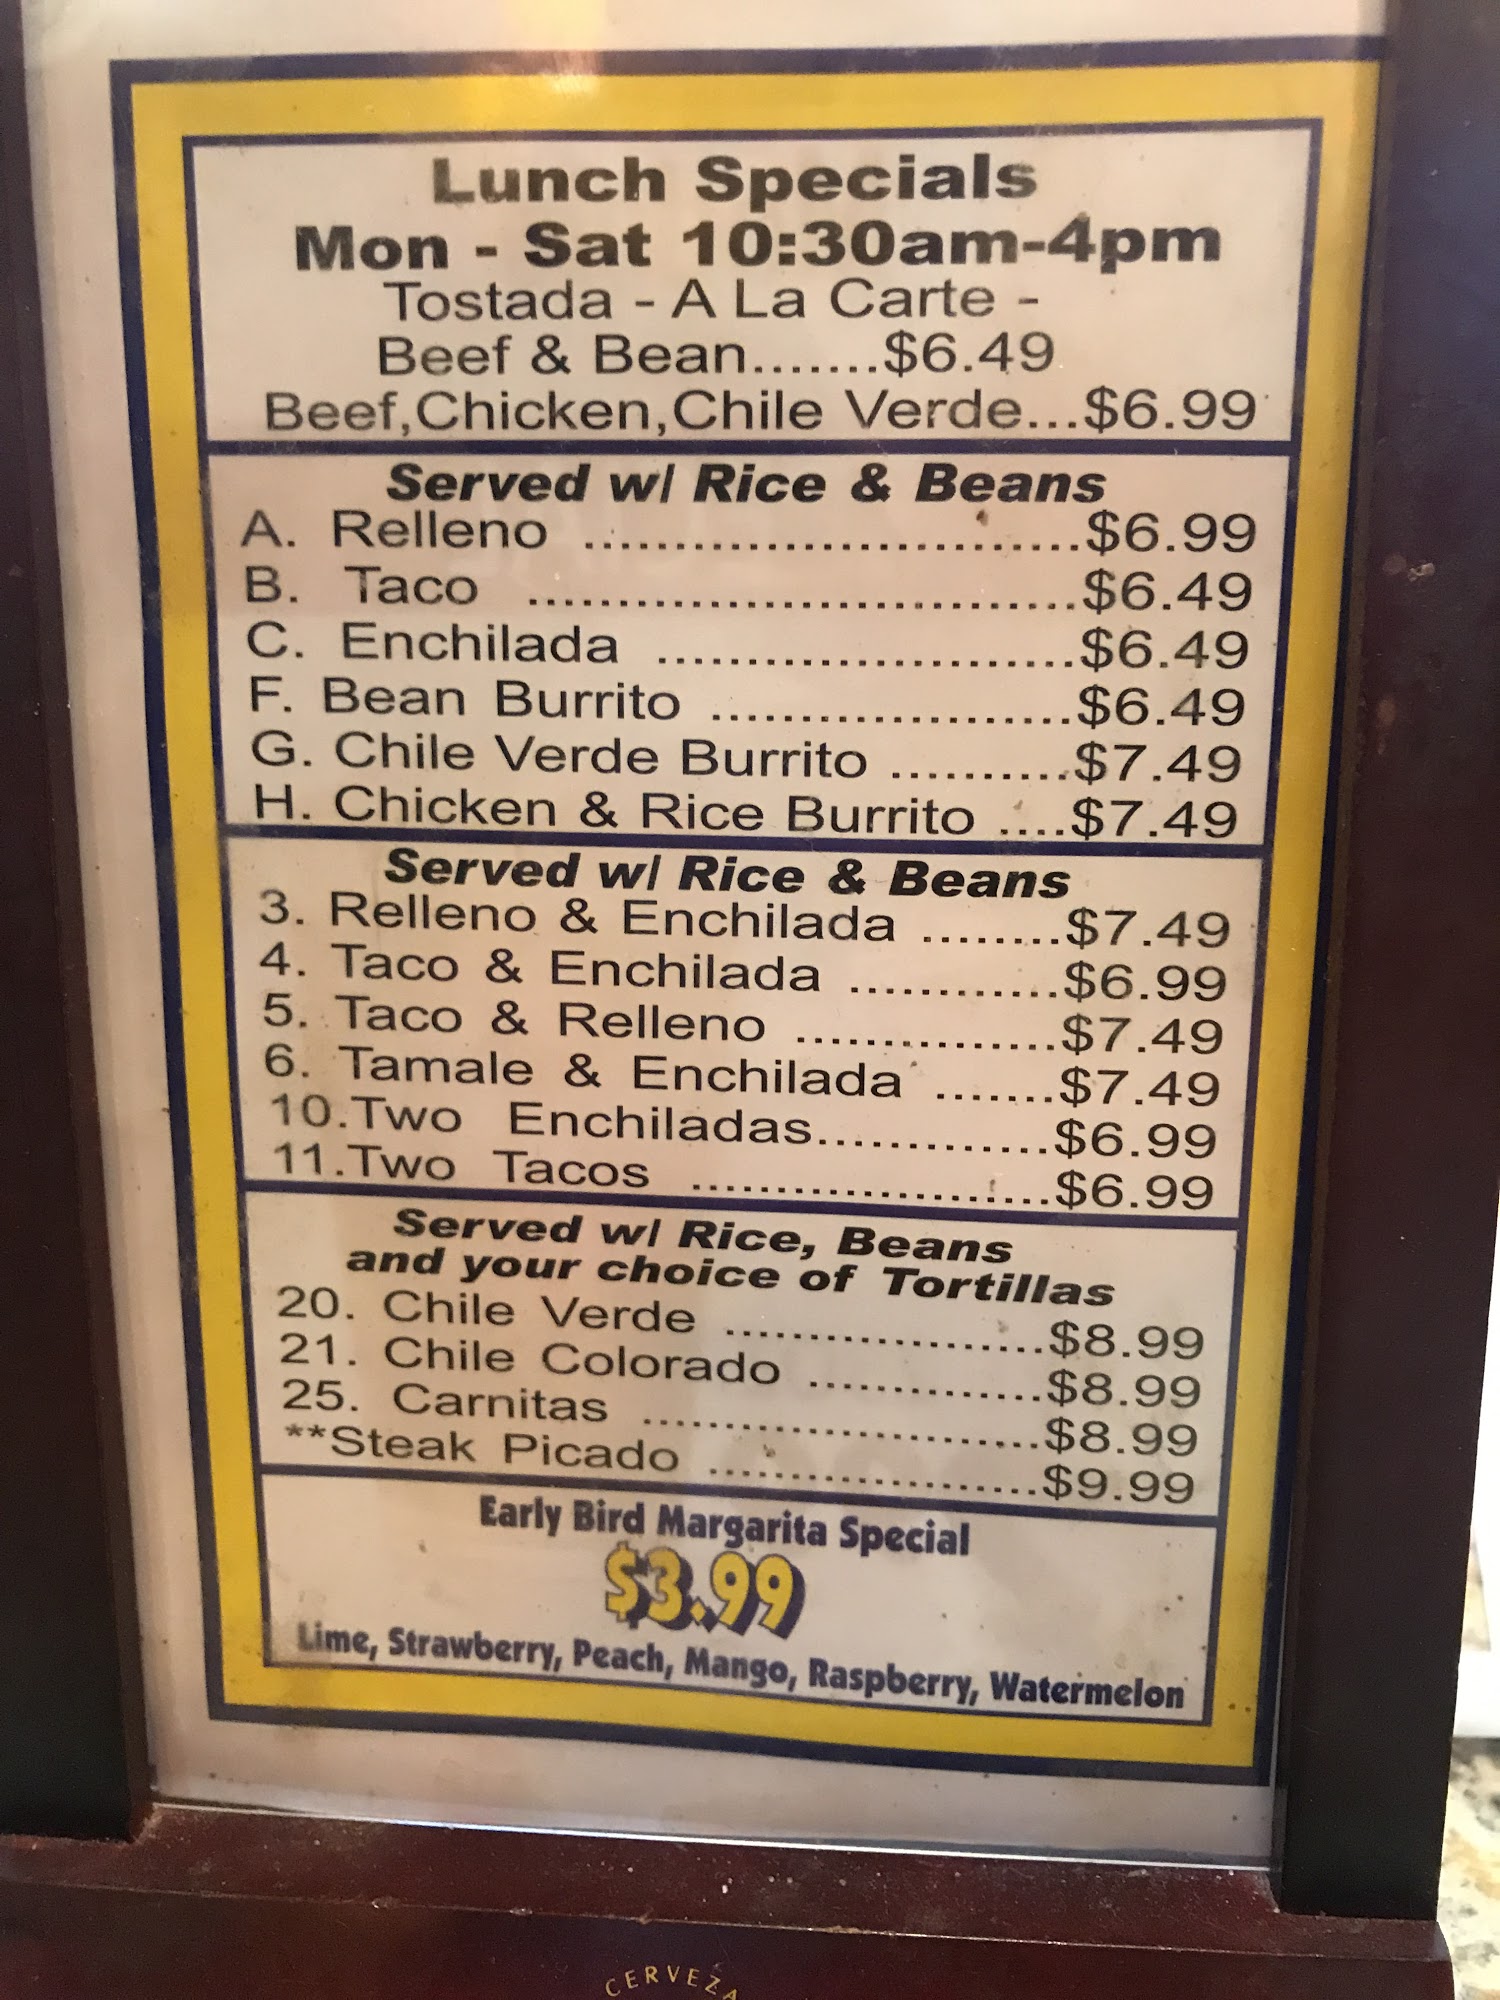 Lunch Specials
Mon - Sat 10:30am-4pm
Tostada - A La Carte -
Beef & Bean.......$6.49
Beef,Chicken,Chile Verde...$6.99
Served w/ Rice & Beans
A. Relleno ............................$6.99
B. Taco ...............................$6.49
C. Enchilada ........................$6.49
F. Bean Burrito .....................$6.49
G. Chile Verde Burrito ..........$7.49
H. Chicken & Rice Burrito ....$7.49
Served w/ Rice & Beans
3. Relleno & Enchilada ........$7.49
4. Taco & Enchilada ............$6.99
5. Taco & Relleno ...............$7.49
6. Tamale & Enchilada .......$7.49
10.Two Enchiladas.............$6.99
11.Two Tacos .....................$6.99
Served w/ Rice, Beans
and your choice of Tortillas
20. Chile Verde ..................$8.99
21. Chile Colorado .............$8.99
25. Carnitas .......................$8.99
**Steak Picado ...................$9.99
Early Bird Margarita Special
$3.99
Lime, Strawberry, Peach, Mango, Raspberry, Watermelon
CERVEZA